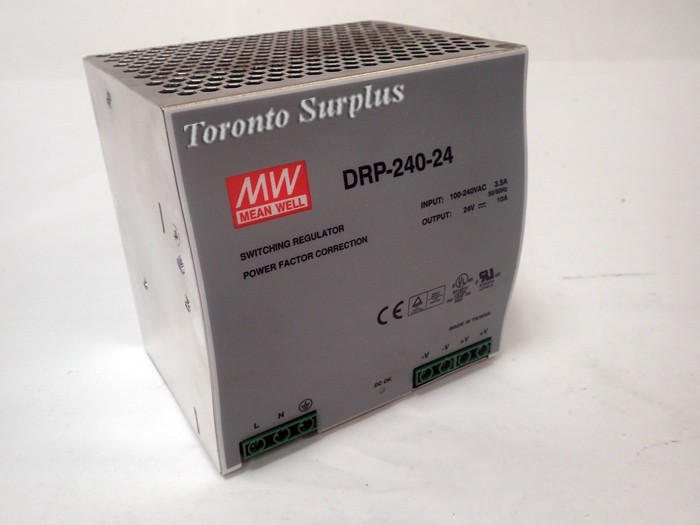 Toronto Surplus
MW
MEAN WELL
DRP-240-24
INPUT: 100-240VAC 3.5A
50/60Hz
OUTPUT: 24V 10A
SWITCHING REGULATOR
POWER FACTOR CORRECTION
CE
MADE IN TAIWAN
-V -V +V +V
DC OK
L N